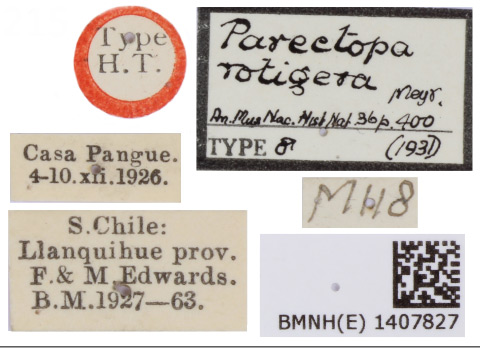 Type
H.T.
Parectopa
rotigera
Meyr.
An. Mus Nac. Hist Nat 36 p. 400
TYPE ♂ (1931)
Casa Pangue.
4-10.xii.1926.
M118
S. Chile:
Llanquihue prov.
F. & M. Edwards.
B.M.1927—63.
BMNH(E) 1407827